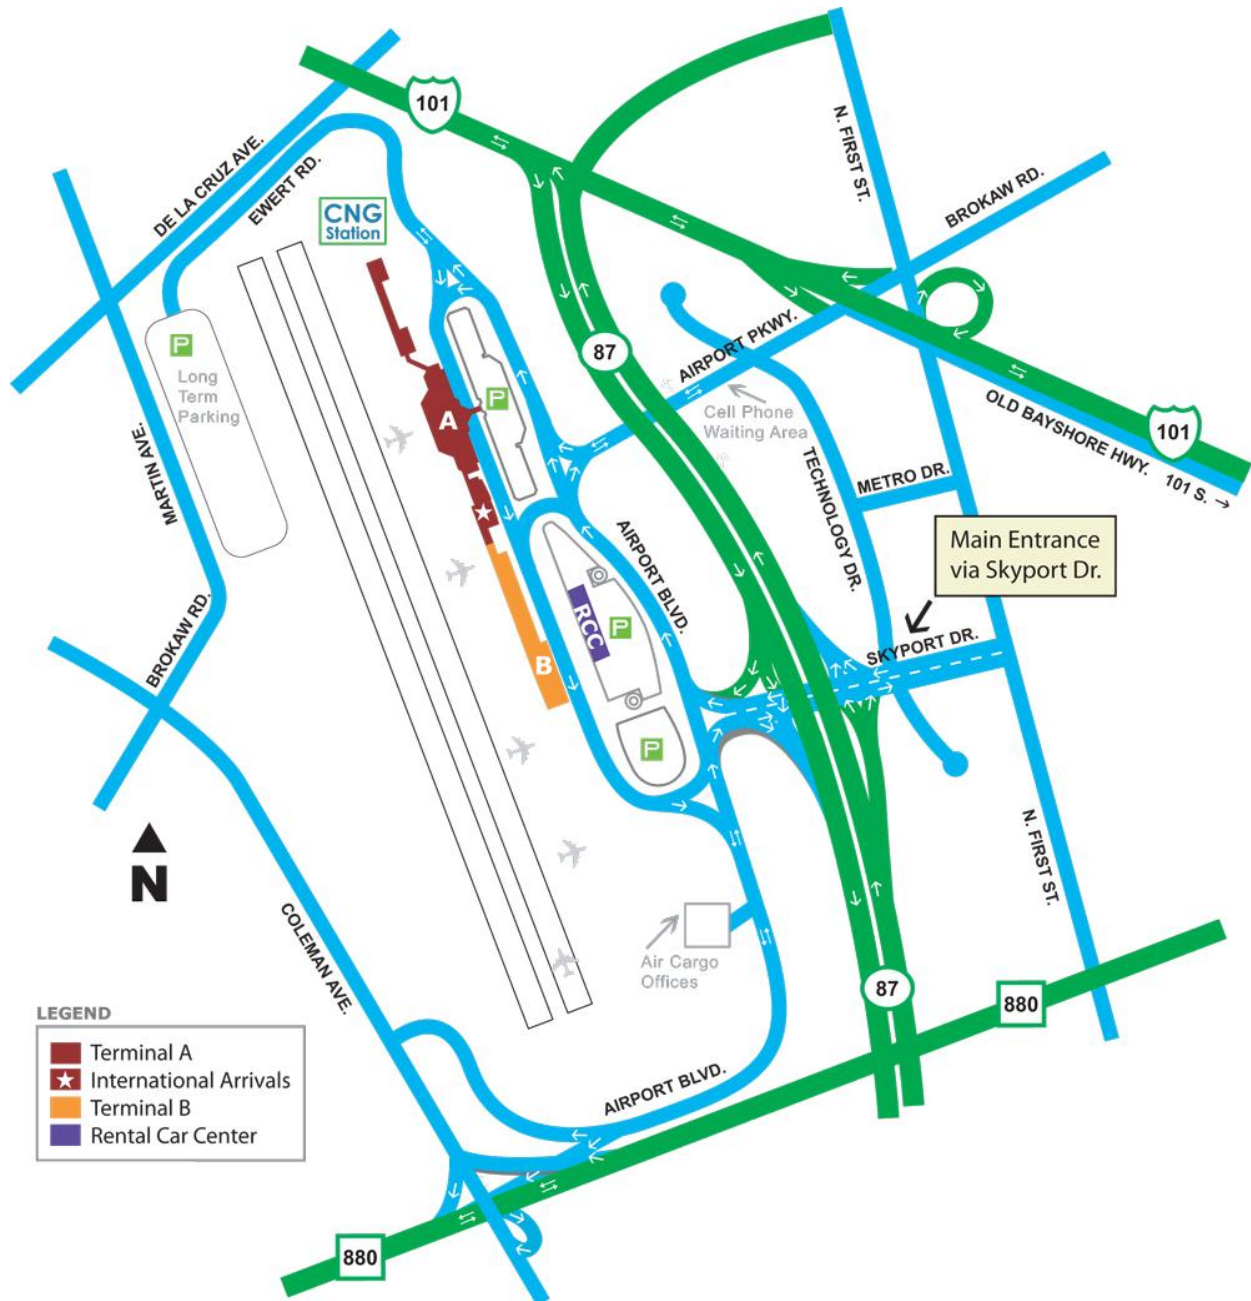 101
N. FIRST ST.
DE LA CRUZ AVE.
EWERT RD.
BROKAW RD.
CNG
Station
87
AIRPORT PKWY.
P
Long
Term
Parking
P
A
Cell Phone
Waiting Area
OLD BAYSHORE HWY.
101
101 S. →
MARTIN AVE.
TECHNOLOGY DR.
METRO DR.
Main Entrance
via Skyport Dr.
AIRPORT BLVD.
RCC
P
B
SKYPORT DR.
BROKAW RD.
P
N
N. FIRST ST.
COLEMAN AVE.
Air Cargo
Offices
87
880
AIRPORT BLVD.
880
LEGEND
Terminal A
International Arrivals
Terminal B
Rental Car Center